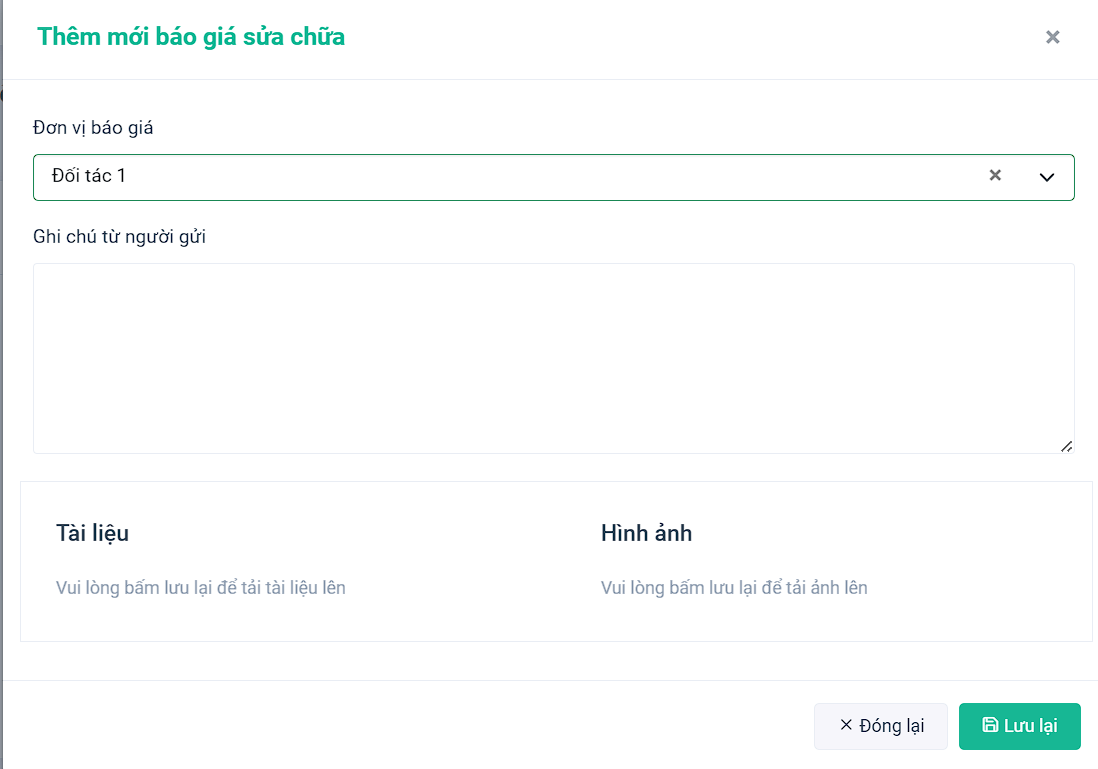 Thêm mới báo giá sửa chữa
Đơn vị báo giá
Đối tác 1
Ghi chú từ người gửi
Tài liệu
Hình ảnh
Vui lòng bấm lưu lại để tải tài liệu lên
Vui lòng bấm lưu lại để tải ảnh lên
Đóng lại
Lưu lại